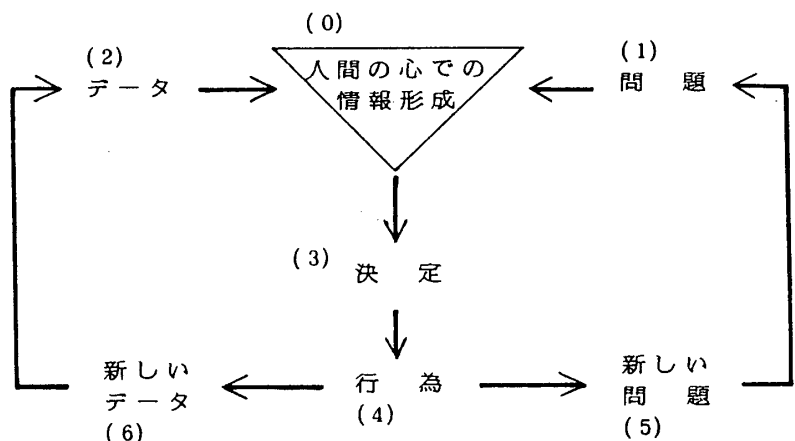 (0)
(2)
(1)
人間の心での
情報形成
データ
問題
(3)
決定
新しい
データ
(6)
行為
(4)
新しい
問題
(5)